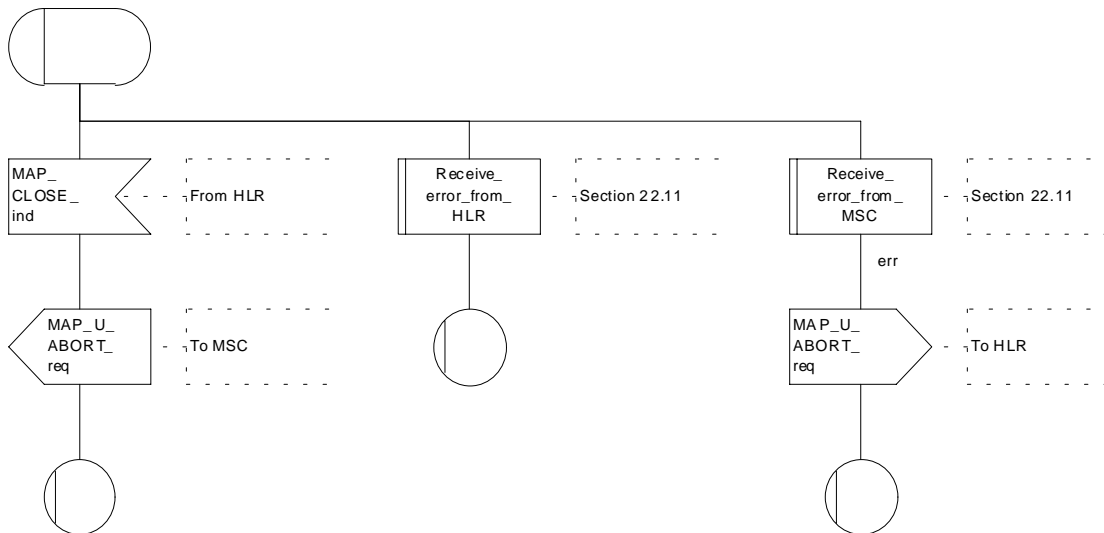 MAP_
CLOSE_
ind
From HLR
Receive_
error_from_
HLR
Section 22.11
Receive_
error_from_
MSC
Section 22.11
err
MAP_U_
ABORT_
req
To MSC
MAP_U_
ABORT_
req
To HLR